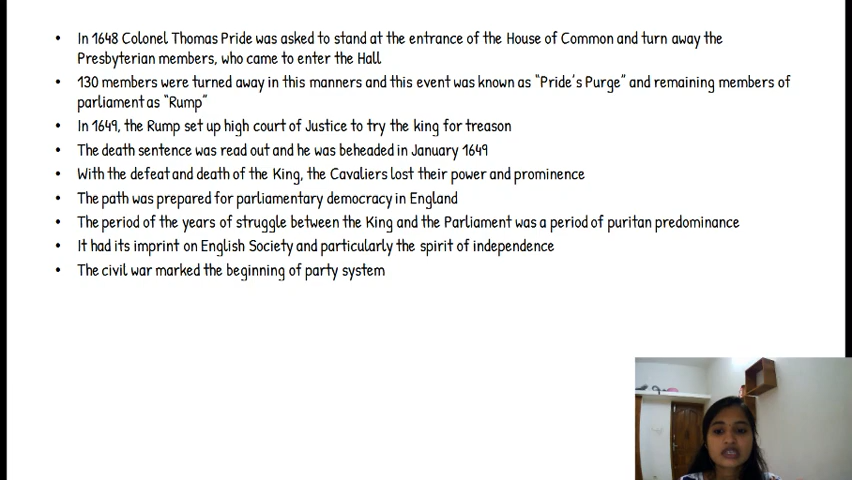 • In 1648 Colonel Thomas Pride was asked to stand at the entrance of the House of Common and turn away the
Presbyterian members, who came to enter the Hall
• 130 members were turned away in this manners and this event was known as "Pride's Purge" and remaining members of
parliament as "Rump"
• In 1649, the Rump set up high court of Justice to try the king for treason
• The death sentence was read out and he was beheaded in January 1649
• With the defeat and death of the King, the Cavaliers lost their power and prominence
• The path was prepared for parliamentary democracy in England
• The period of the years of struggle between the King and the Parliament was a period of puritan predominance
• It had its imprint on English Society and particularly the spirit of independence
• The civil war marked the beginning of party system